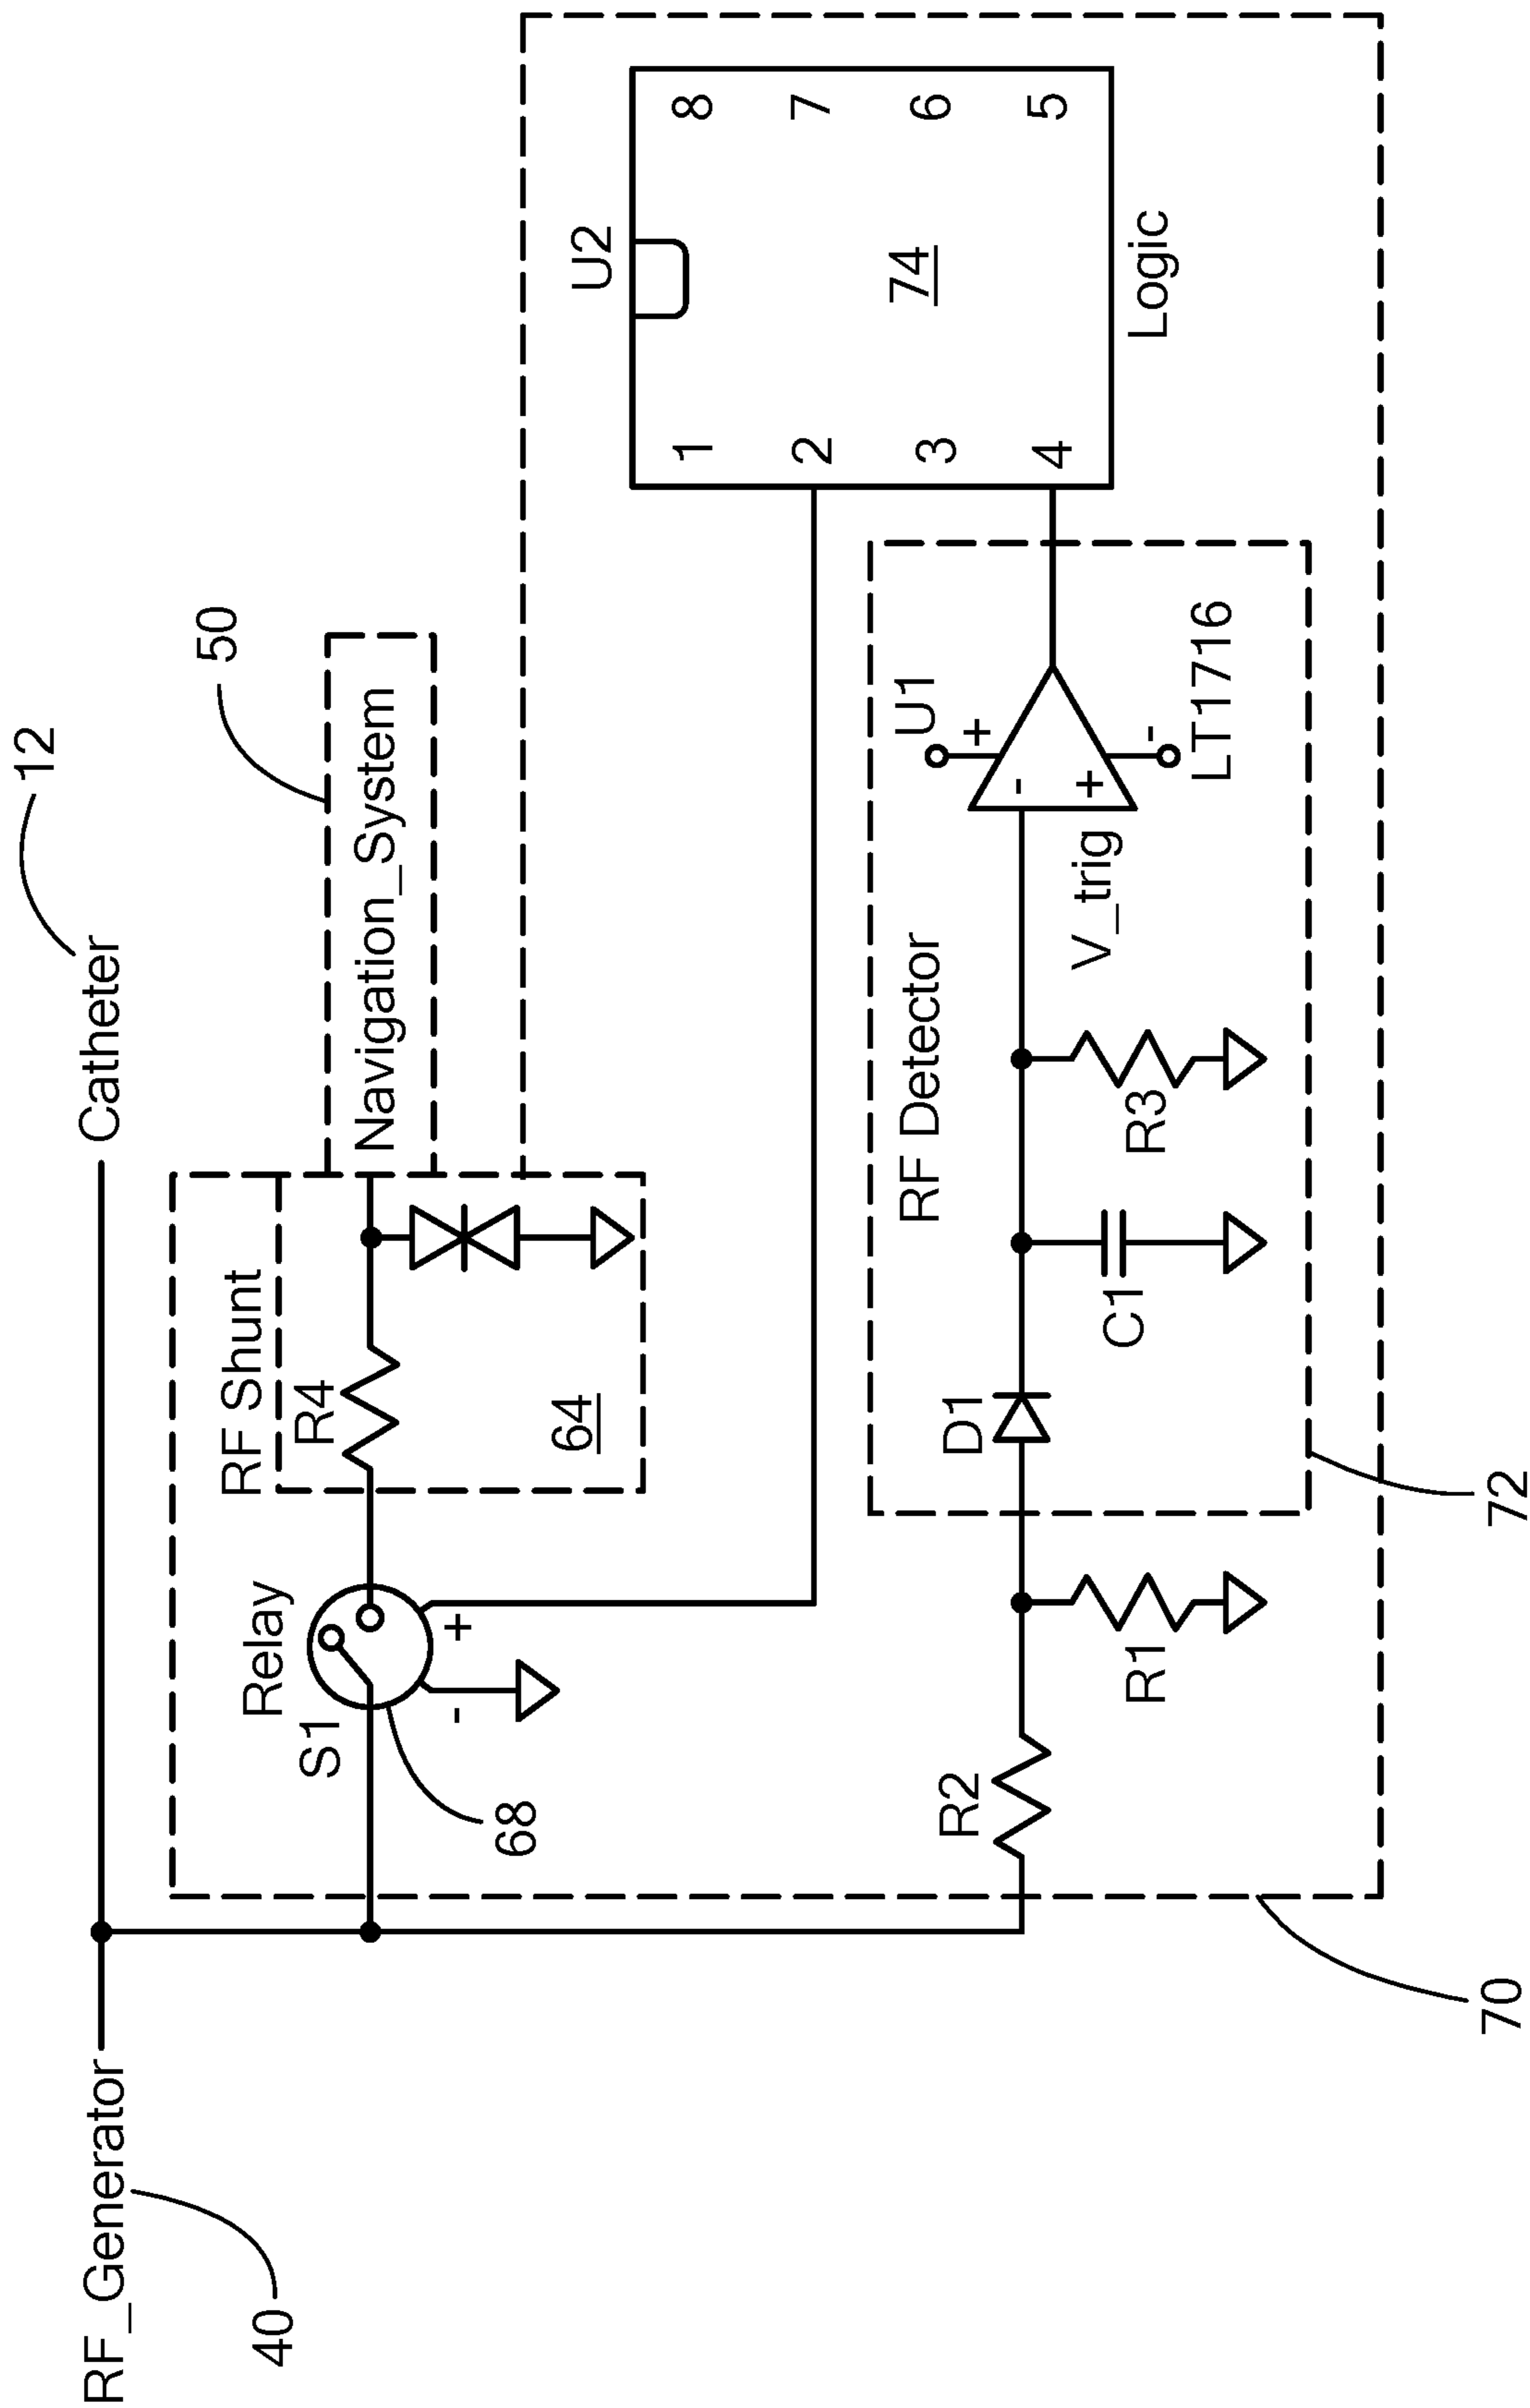 RF_Generator
40
Catheter
12
RF Shunt
Relay
S1
68
+
-
R4
64
Navigation_System
50
U2
1
2
3
4
8
7
6
5
74
Logic
RF Detector
R2
R1
D1
C1
R3
V_trig
U1
+
-
-
+
LT1716
72
70